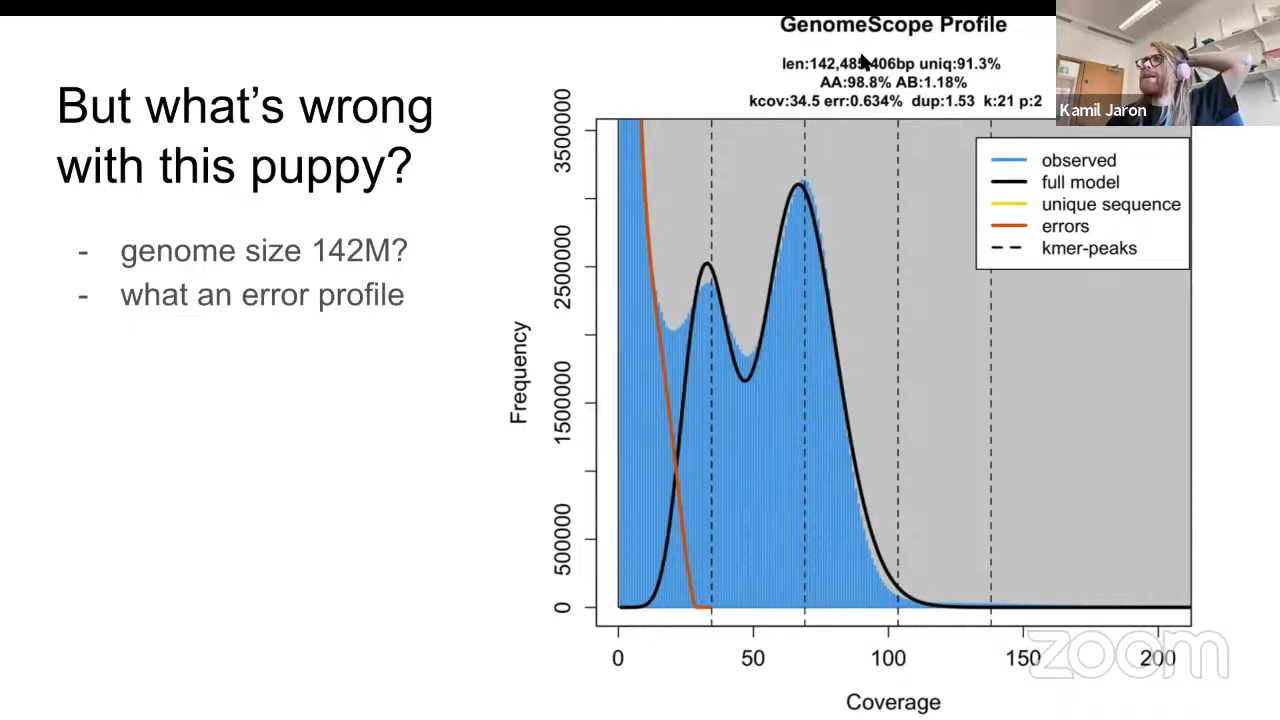 But what's wrong
with this puppy?
- genome size 142M?
- what an error profile
GenomeScope Profile
len:142,485,406bp uniq:91.3%
AA:98.8% AB:1.18%
kcov:34.5 err:0.634% dup:1.53 k:21 p:2
Kamil Jaron
observed
full model
unique sequence
errors
kmer-peaks
Frequency
3500000
2500000
1500000
500000
0
0 50 100 150 200
Coverage
zoom